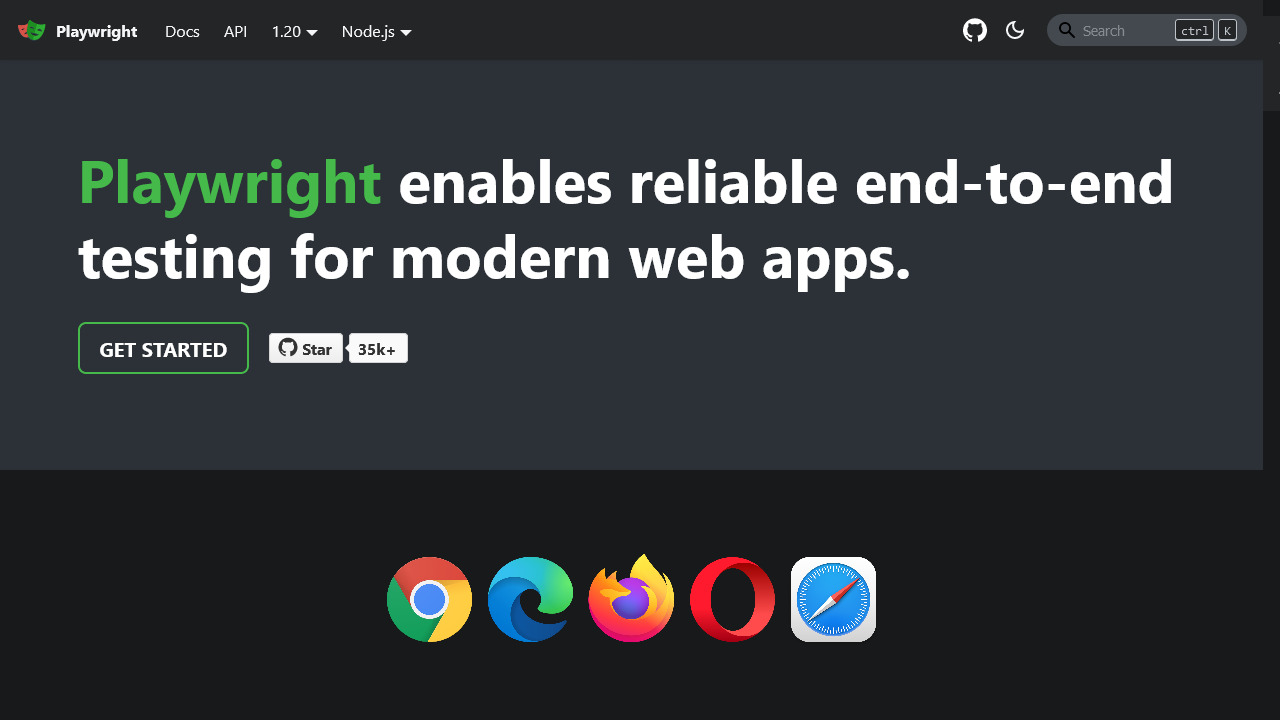 Playwright Docs API 1.20 Node.js Search ctrl K
Playwright enables reliable end-to-end
testing for modern web apps.
GET STARTED Star 35k+